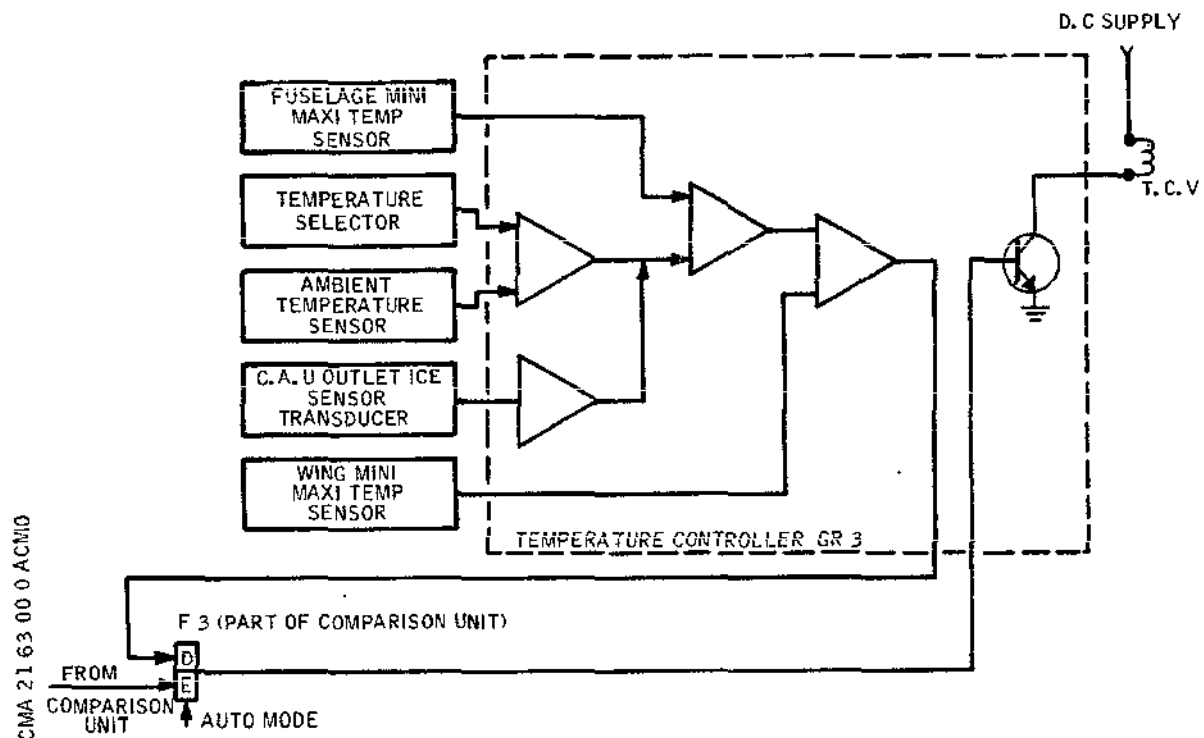 D.C SUPPLY
FUSELAGE MINI
MAXI TEMP
SENSOR
TEMPERATURE
SELECTOR
T.C.V
AMBIENT
TEMPERATURE
SENSOR
C.A.U OUTLET ICE
SENSOR
TRANSDUCER
WING MINI
MAXI TEMP
SENSOR
TEMPERATURE CONTROLLER GR 3
F 3 (PART OF COMPARISON UNIT)
D
FROM
E
COMPARISON
UNIT
AUTO MODE
CMA 21 63 00 0 ACM0